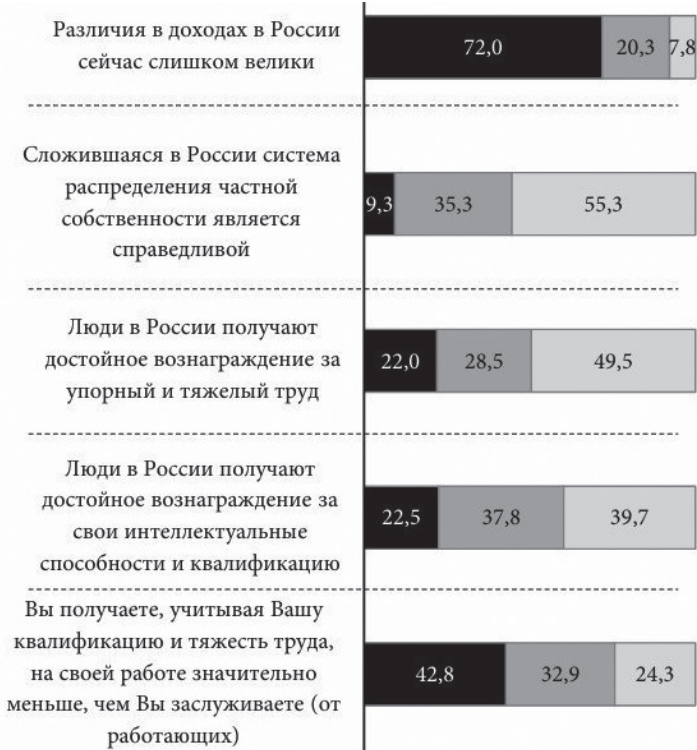 Различия в доходах в России
сейчас слишком велики
72,0 20,3 7,8
Сложившаяся в России система
распределения частной
собственности является
справедливой
9,3 35,3 55,3
Люди в России получают
достойное вознаграждение за
упорный и тяжелый труд
22,0 28,5 49,5
Люди в России получают
достойное вознаграждение за
свои интеллектуальные
способности и квалификацию
22,5 37,8 39,7
Вы получаете, учитывая Вашу
квалификацию и тяжесть труда,
на своей работе значительно
меньше, чем Вы заслуживаете (от
работающих)
42,8 32,9 24,3